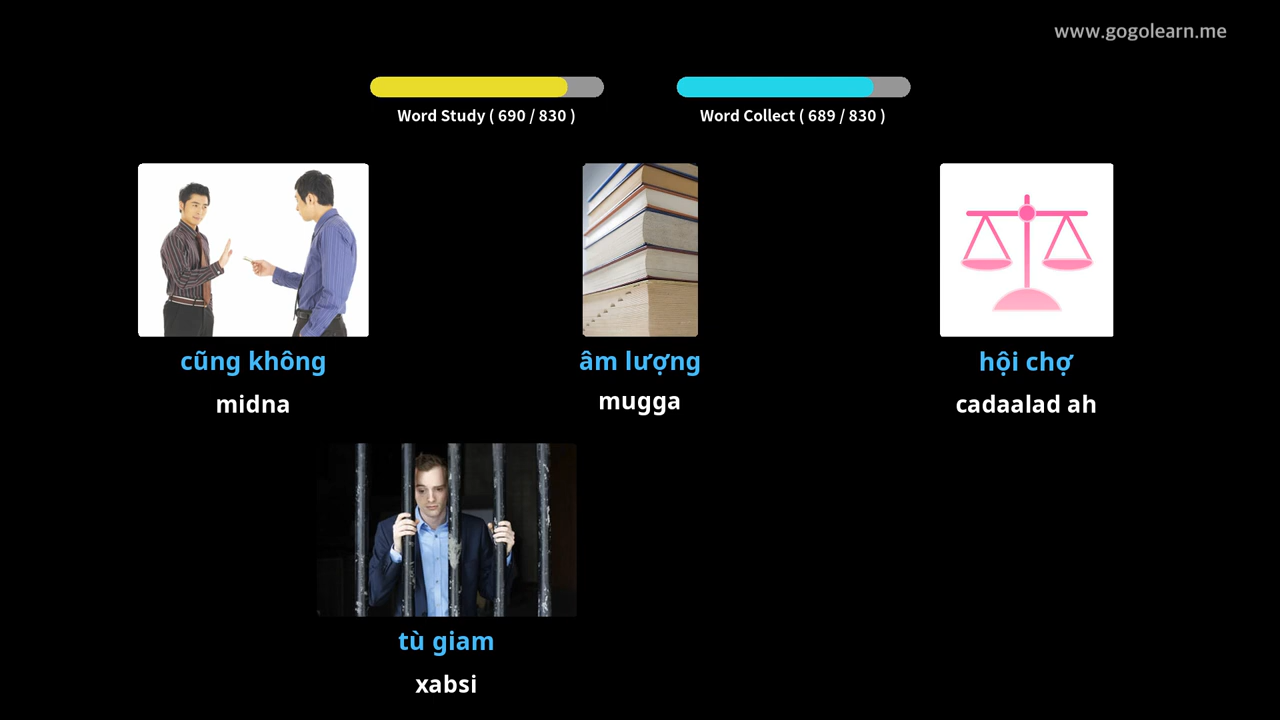 www.gogolearn.me
Word Study ( 690 / 830 )
Word Collect ( 689 / 830 )
cũng không
midna
âm lượng
mugga
hội chợ
cadaalad ah
tù giam
xabsi